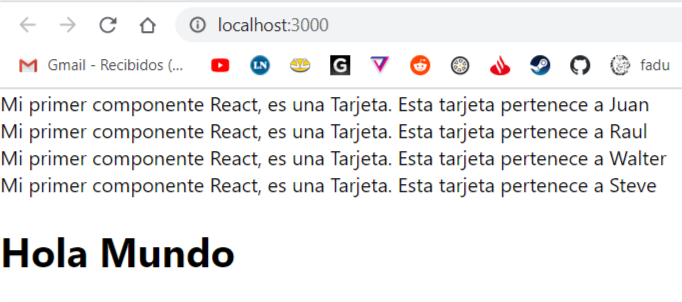 localhost:3000
Gmail - Recibidos (... LN G fadu
Mi primer componente React, es una Tarjeta. Esta tarjeta pertenece a Juan
Mi primer componente React, es una Tarjeta. Esta tarjeta pertenece a Raul
Mi primer componente React, es una Tarjeta. Esta tarjeta pertenece a Walter
Mi primer componente React, es una Tarjeta. Esta tarjeta pertenece a Steve
Hola Mundo